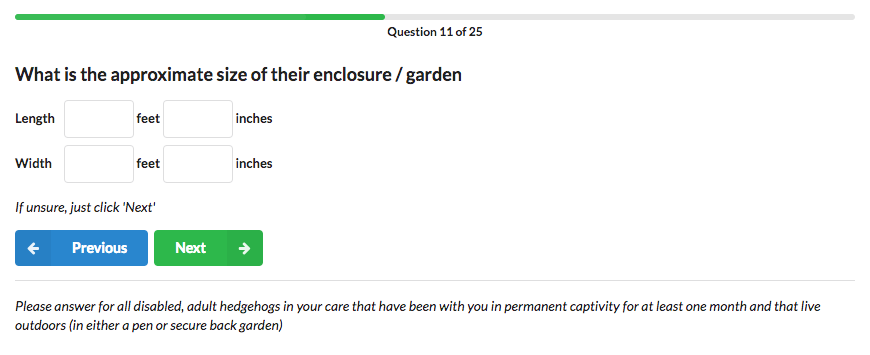 Question 11 of 25
What is the approximate size of their enclosure / garden
Length feet inches
Width feet inches
If unsure, just click 'Next'
Previous Next
Please answer for all disabled, adult hedgehogs in your care that have been with you in permanent captivity for at least one month and that live
outdoors (in either a pen or secure back garden)